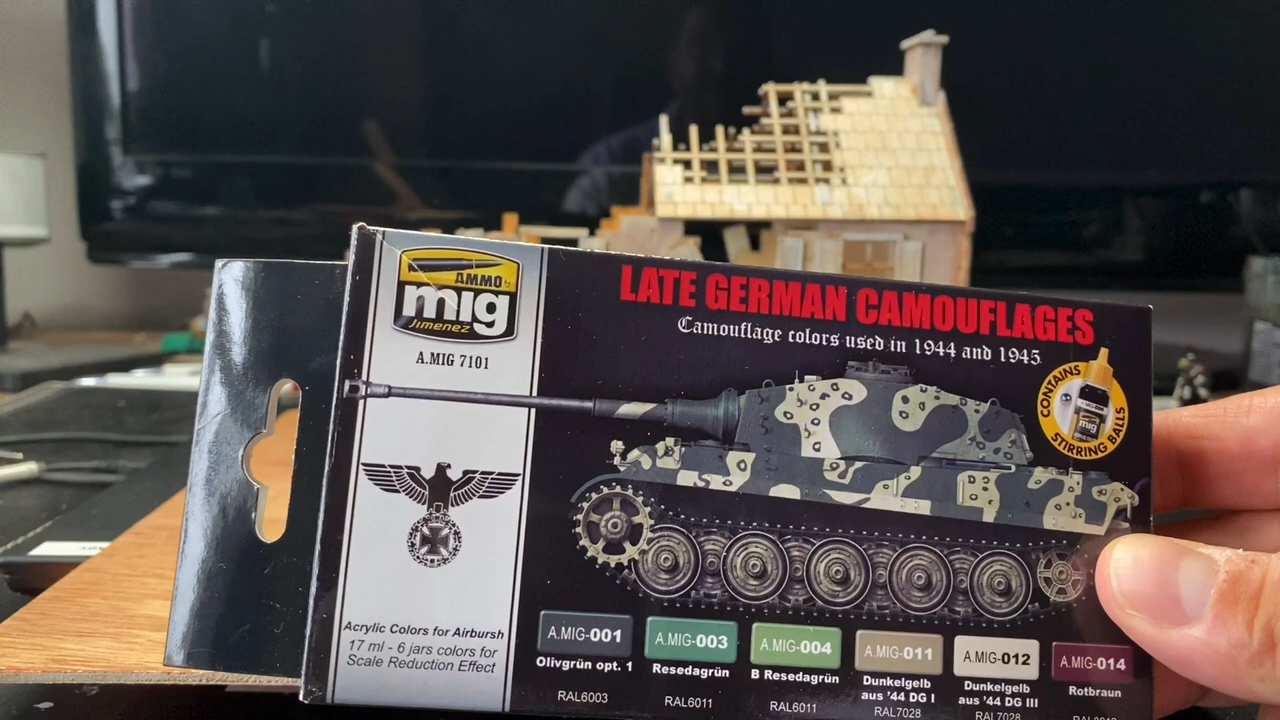 AMMO
by
mig
Jimenez
A.MIG 7101
Acrylic Colors for Airbursh
17 ml - 6 jars colors for
Scale Reduction Effect
LATE GERMAN CAMOUFLAGES
Camouflage colors used in 1944 and 1945
CONTAINS
STIRRING BALLS
mig
A.MIG-001
Olivgrün opt. 1
RAL6003
A.MIG-003
Resedagrün
RAL6011
A.MIG-004
B Resedagrün
RAL6011
A.MIG-011
Dunkelgelb
aus '44 DG I
RAL7028
A.MIG-012
Dunkelgelb
aus '44 DG III
RAL7028
A.MIG-014
Rotbraun